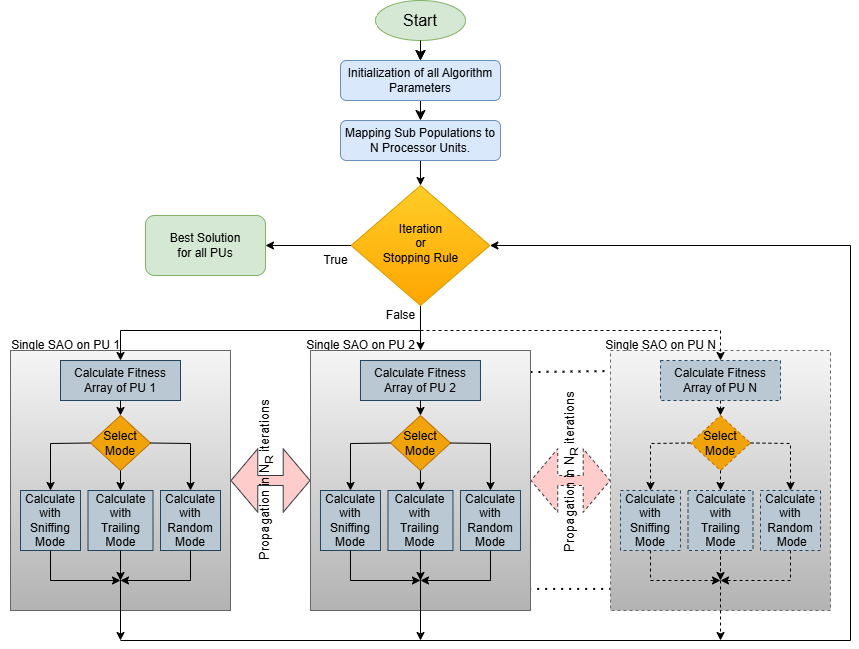 Start
Initialization of all Algorithm
Parameters
Mapping Sub Populations to
N Processor Units.
Iteration
or
Stopping Rule
Best Solution
for all PUs
True
False
Single SAO on PU 1
Calculate Fitness
Array of PU 1
Select
Mode
Calculate
with
Sniffing
Mode
Calculate
with
Trailing
Mode
Calculate
with
Random
Mode
Propagation in NR iterations
Single SAO on PU 2
Calculate Fitness
Array of PU 2
Select
Mode
Calculate
with
Sniffing
Mode
Calculate
with
Trailing
Mode
Calculate
with
Random
Mode
Propagation in NR iterations
Single SAO on PU N
Calculate Fitness
Array of PU N
Select
Mode
Calculate
with
Sniffing
Mode
Calculate
with
Trailing
Mode
Calculate
with
Random
Mode